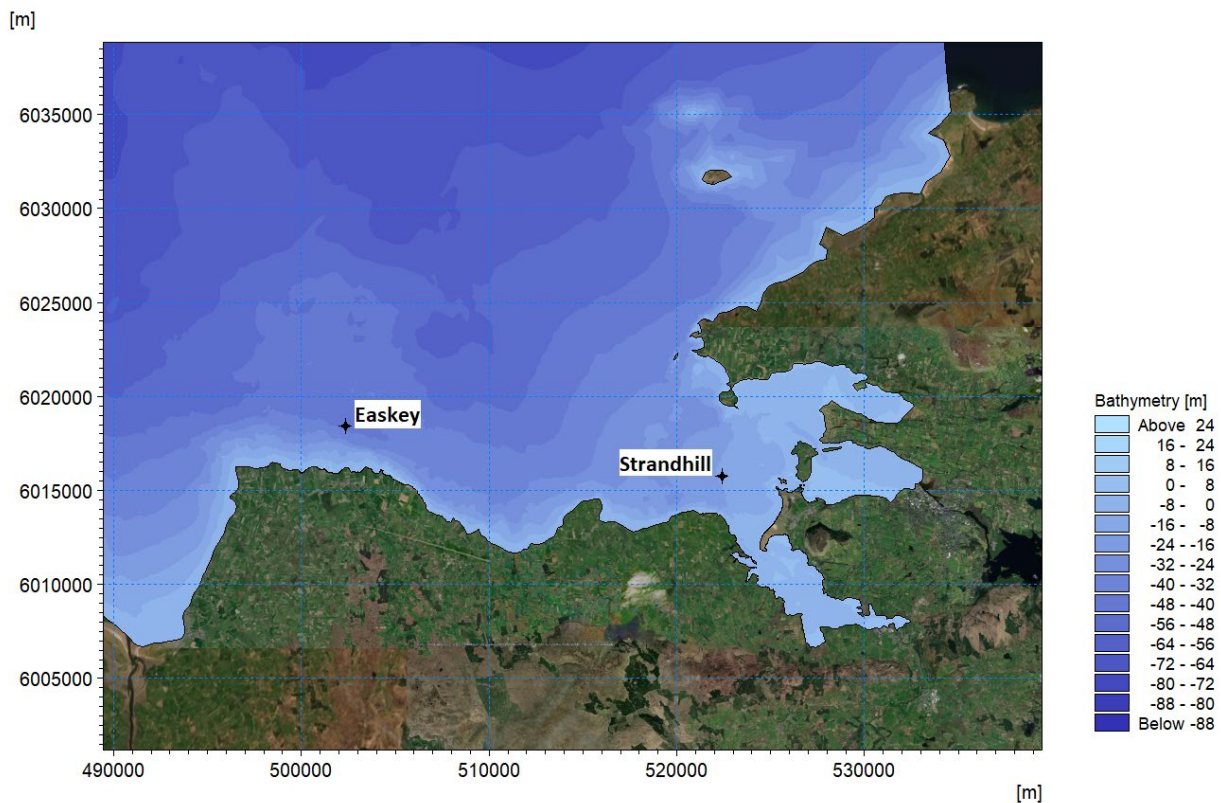 [m]
6035000
6030000
6025000
6020000
6015000
6010000
6005000
Easkey
Strandhill
490000
500000
510000
520000
530000
[m]
Bathymetry [m]
Above 24
16 - 24
8 - 16
0 - 8
-8 - 0
-16 - -8
-24 - -16
-32 - -24
-40 - -32
-48 - -40
-56 - -48
-64 - -56
-72 - -64
-80 - -72
-88 - -80
Below -88